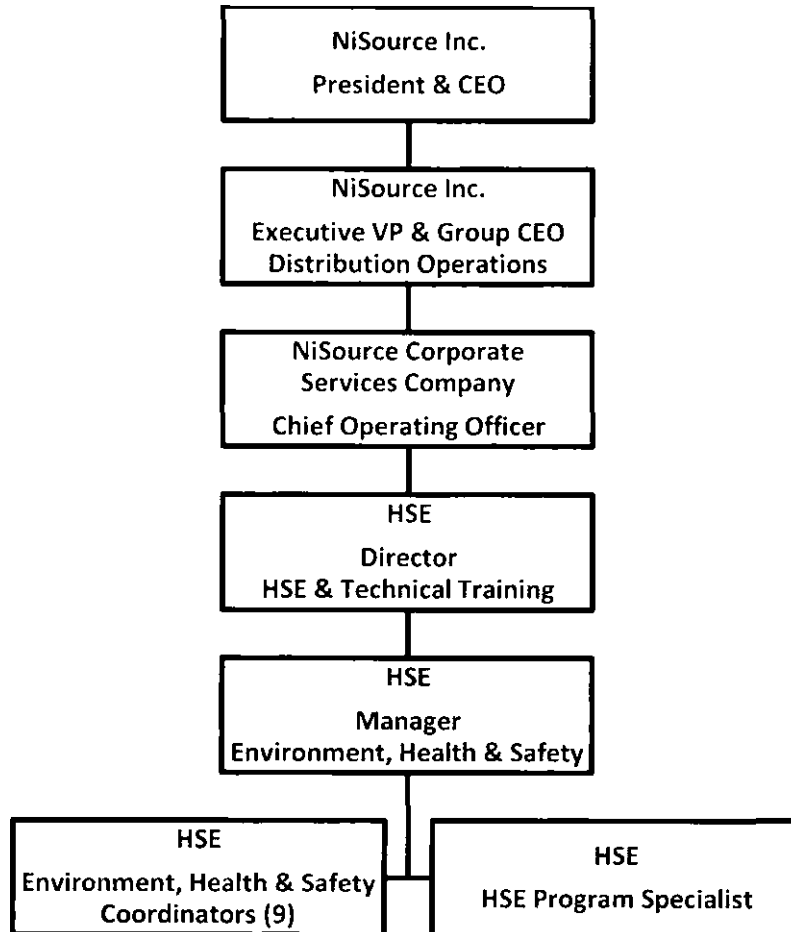 NiSource Inc.
President & CEO
NiSource Inc.
Executive VP & Group CEO
Distribution Operations
NiSource Corporate
Services Company
Chief Operating Officer
HSE
Director
HSE & Technical Training
HSE
Manager
Environment, Health & Safety
HSE
Environment, Health & Safety
Coordinators (9)
HSE
HSE Program Specialist